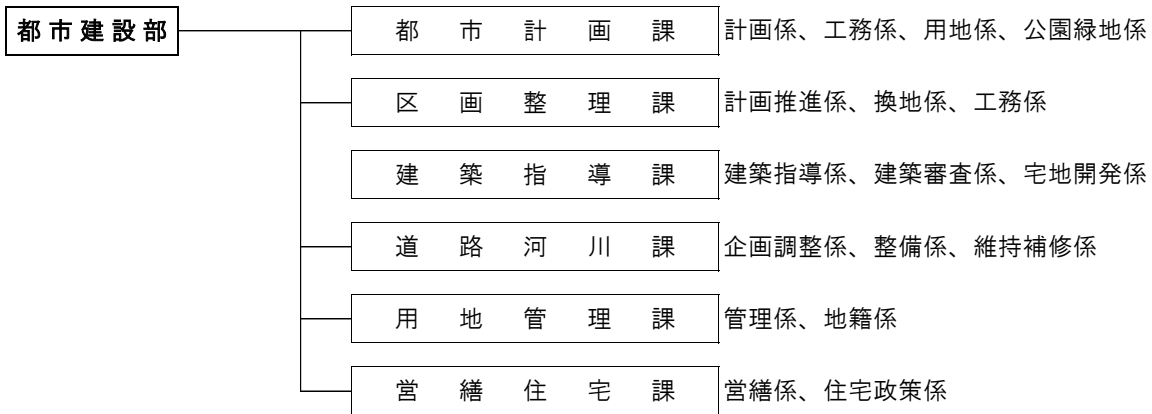 都市建設部
都市計画課 計画係、工務係、用地係、公園緑地係
区画整理課 計画推進係、換地係、工務係
建築指導課 建築指導係、建築審査係、宅地開発係
道路河川課 企画調整係、整備係、維持補修係
用地管理課 管理係、地籍係
営繕住宅課 営繕係、住宅政策係